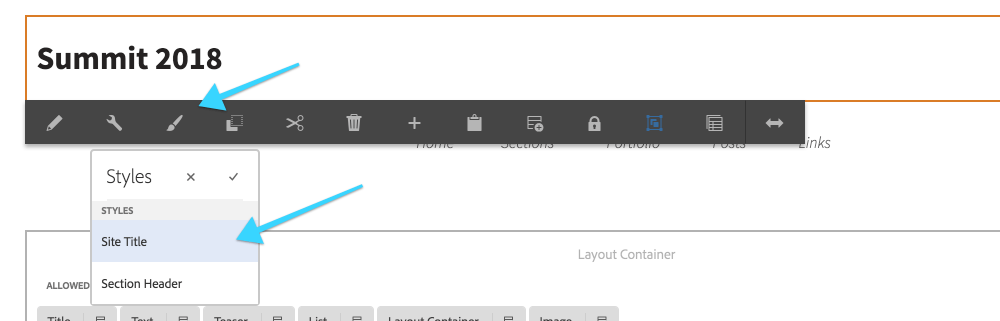 Summit 2018
Home Sections Portfolio Posts Links
Styles
STYLES
Site Title
Layout Container
Section Header
ALLOWED
Title Text Teaser List Layout Container Image